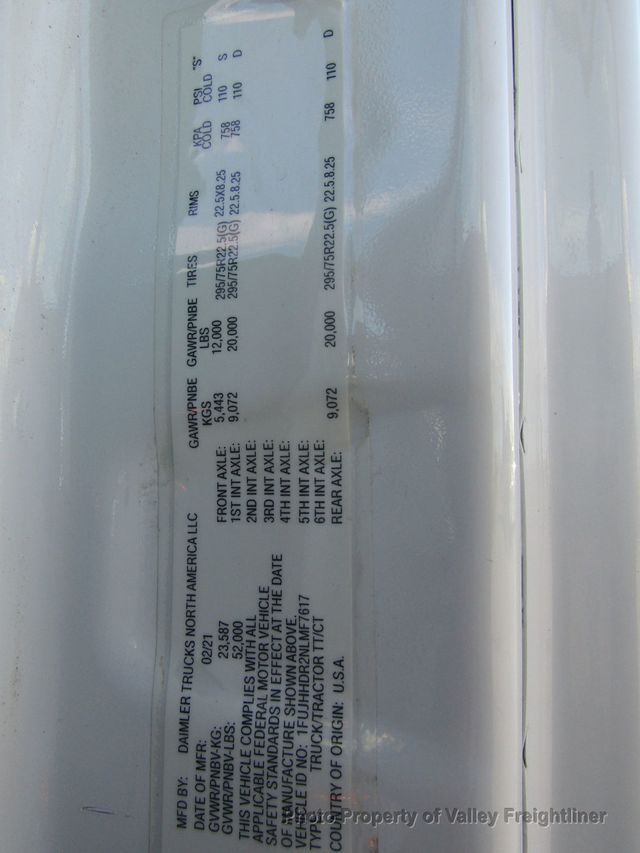 MFD BY: DAIMLER TRUCKS NORTH AMERICA LLC
DATE OF MFR: 02/21
GVWR/PNBV-KG: 23,587
GVWR/PNBV-LBS: 52,000
THIS VEHICLE COMPLIES WITH ALL
APPLICABLE FEDERAL MOTOR VEHICLE
SAFETY STANDARDS IN EFFECT AT THE DATE
OF MANUFACTURE SHOWN ABOVE.
VEHICLE ID NO: 1FUJHHDR2NLMF7617
TYPE: TRUCK/TRACTOR TT/CT
COUNTRY OF ORIGIN: U.S.A.
GAWR/PNBE GAWR/PNBE TIRES RIMS KPA PSI "S"
KGS LBS COLD COLD D
FRONT AXLE: 5,443 12,000 295/75R22.5(G) 22.5X8.25 758 110 S
1ST INT AXLE: 9,072 20,000 295/75R22.5(G) 22.5.8.25 758 110 D
2ND INT AXLE:
3RD INT AXLE:
4TH INT AXLE:
5TH INT AXLE:
6TH INT AXLE:
REAR AXLE: 9,072 20,000 295/75R22.5(G) 22.5.8.25 758 110 D
Photo Property of Valley Freightliner